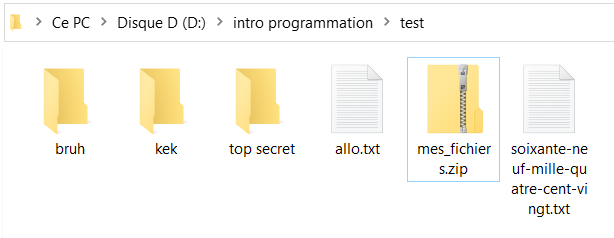 Ce PC > Disque D (D:) > intro programmation > test
bruh
kek
top secret
allo.txt
mes_fichier
s.zip
soixante-ne
uf-mille-qu
atre-cent-vi
ngt.txt